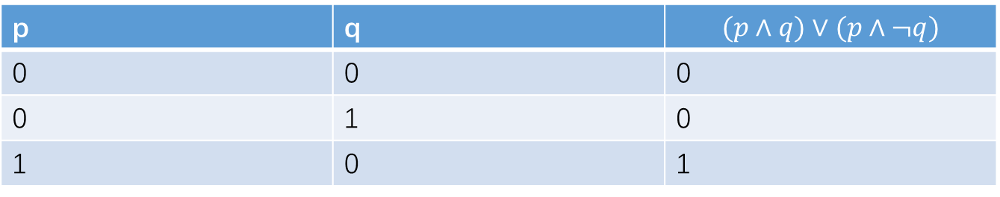 p q (𝑝 ∧ 𝑞) ∨ (𝑝 ∧ ¬𝑞)
0 0 0
0 1 0
1 0 1